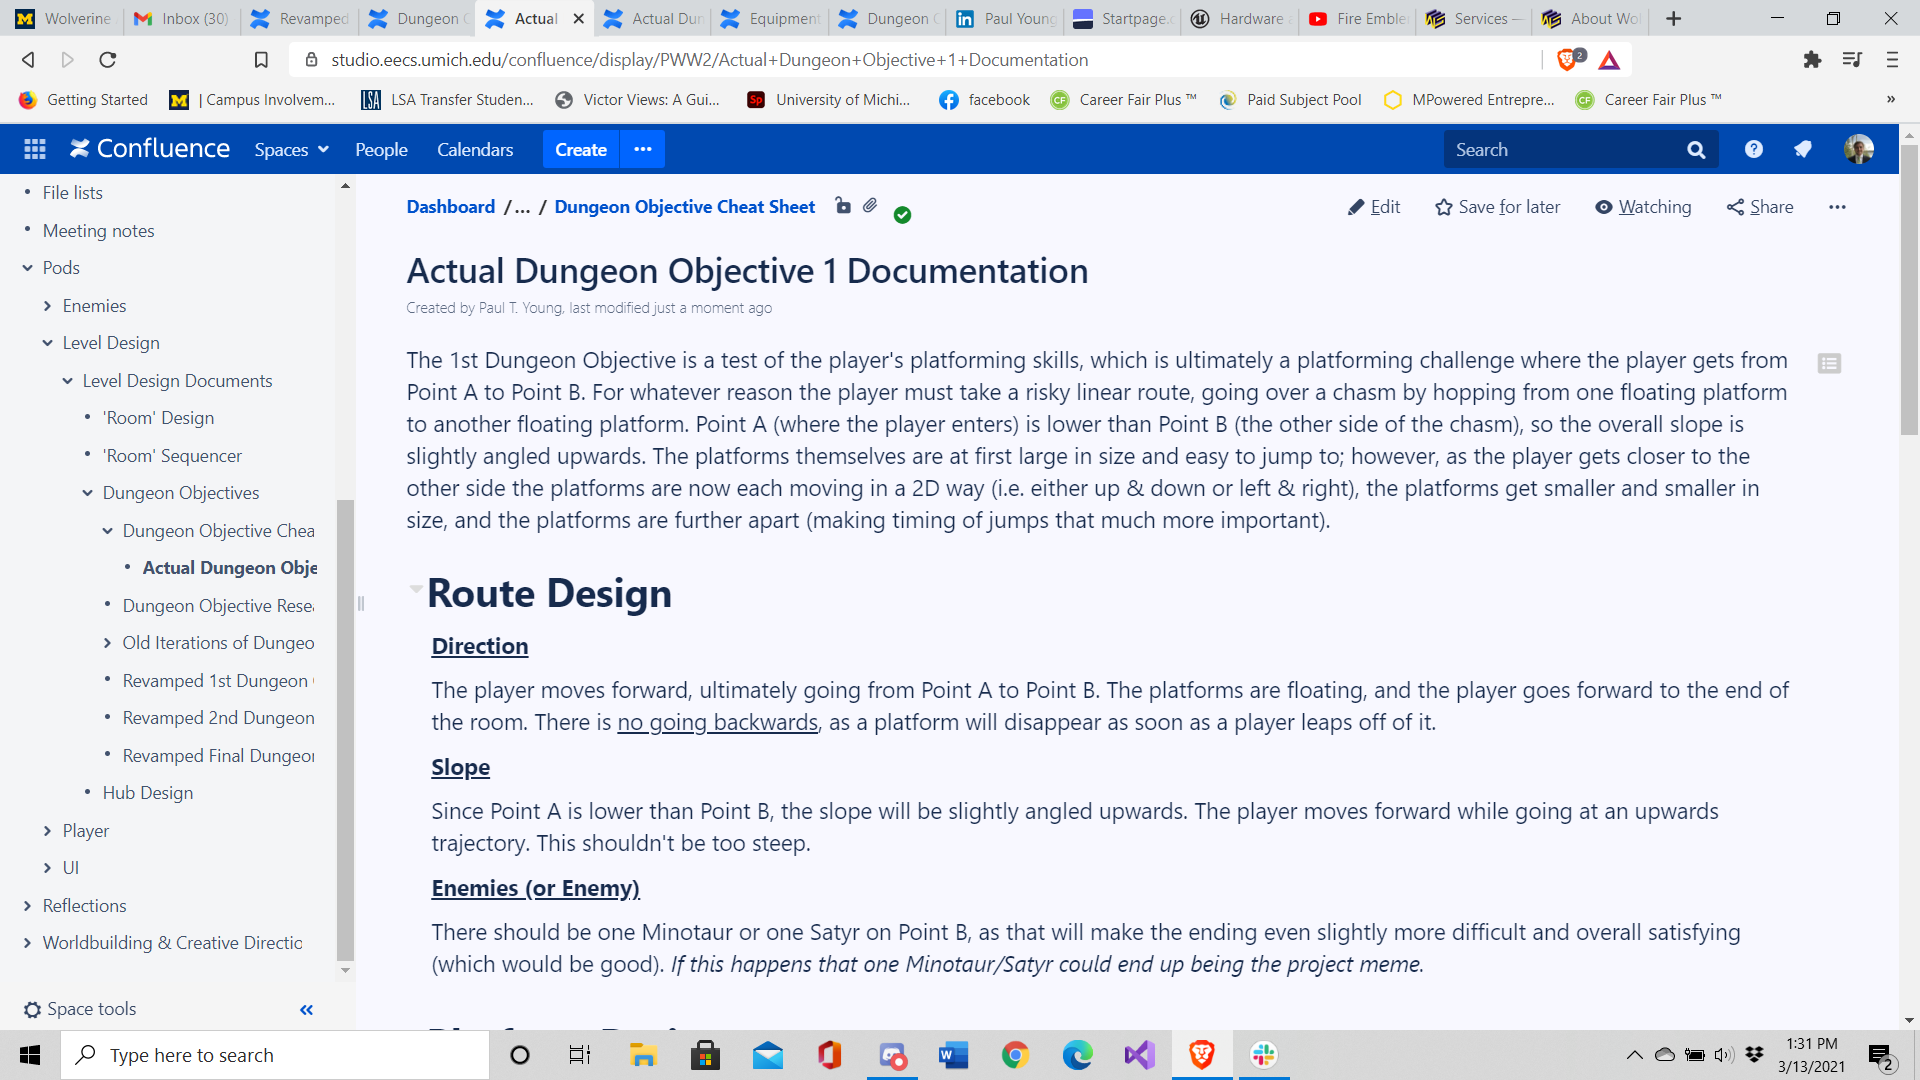 Wolverine
Inbox (30)
Revamped
Dungeon
Actual
Actual Dun
Equipment
Dungeon
Paul Young
Startpage.c
Hardware a
Fire Emble
Services —
About Wol
studio.eecs.umich.edu/confluence/display/PWW2/Actual+Dungeon+Objective+1+Documentation
2
Getting Started
| Campus Involvem...
LSA Transfer Studen...
Victor Views: A Gui...
University of Michi...
facebook
Career Fair Plus ™
Paid Subject Pool
MPowered Entrepre...
Career Fair Plus ™
»
Confluence
Spaces
People
Calendars
Create
···
Search
File lists
Meeting notes
Pods
Enemies
Level Design
Level Design Documents
'Room' Design
'Room' Sequencer
Dungeon Objectives
Dungeon Objective Chea
Actual Dungeon Obje
Dungeon Objective Resea
Old Iterations of Dungeo
Revamped 1st Dungeon
Revamped 2nd Dungeon
Revamped Final Dungeon
Hub Design
Player
UI
Reflections
Worldbuilding & Creative Directio
Space tools
«
Dashboard /... / Dungeon Objective Cheat Sheet
Edit
Save for later
Watching
Share
···
Actual Dungeon Objective 1 Documentation
Created by Paul T. Young, last modified just a moment ago
The 1st Dungeon Objective is a test of the player's platforming skills, which is ultimately a platforming challenge where the player gets from
Point A to Point B. For whatever reason the player must take a risky linear route, going over a chasm by hopping from one floating platform
to another floating platform. Point A (where the player enters) is lower than Point B (the other side of the chasm), so the overall slope is
slightly angled upwards. The platforms themselves are at first large in size and easy to jump to; however, as the player gets closer to the
other side the platforms are now each moving in a 2D way (i.e. either up & down or left & right), the platforms get smaller and smaller in
size, and the platforms are further apart (making timing of jumps that much more important).
Route Design
Direction
The player moves forward, ultimately going from Point A to Point B. The platforms are floating, and the player goes forward to the end of
the room. There is no going backwards, as a platform will disappear as soon as a player leaps off of it.
Slope
Since Point A is lower than Point B, the slope will be slightly angled upwards. The player moves forward while going at an upwards
trajectory. This shouldn't be too steep.
Enemies (or Enemy)
There should be one Minotaur or one Satyr on Point B, as that will make the ending even slightly more difficult and overall satisfying
(which would be good). If this happens that one Minotaur/Satyr could end up being the project meme.
Type here to search
1:31 PM
3/13/2021
2